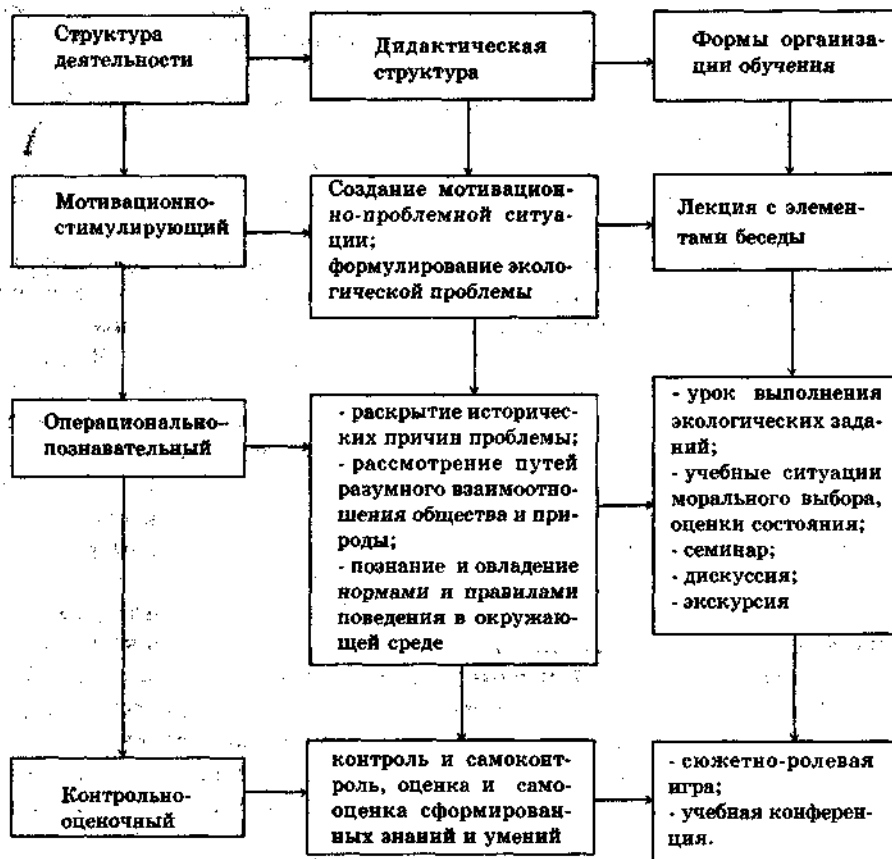 Структура
деятельности
Дидактическая
структура
Формы организа-
ции обучения
Мотивационно-
стимулирующий
Создание мотивацион-
но-проблемной ситуа-
ции;
формулирование эколо-
гической проблемы
Лекция с элемен-
тами беседы
Операционально-
познавательный
- раскрытие историчес-
ких причин проблемы;
- рассмотрение путей
разумного взаимоотно-
шения общества и при-
роды;
- познание и овладение
нормами и правилами
поведения в окружаю-
щей среде
- урок выполнения
экологических зада-
ний;
- учебные ситуации
морального выбора,
оценки состояния;
- семинар;
- дискуссия;
- экскурсия
Контрольно-
оценочный
контроль и самоконт-
роль, оценка и само-
оценка сформирован-
ных знаний и умений
- сюжетно-ролевая
игра;
- учебная конферен-
ция.